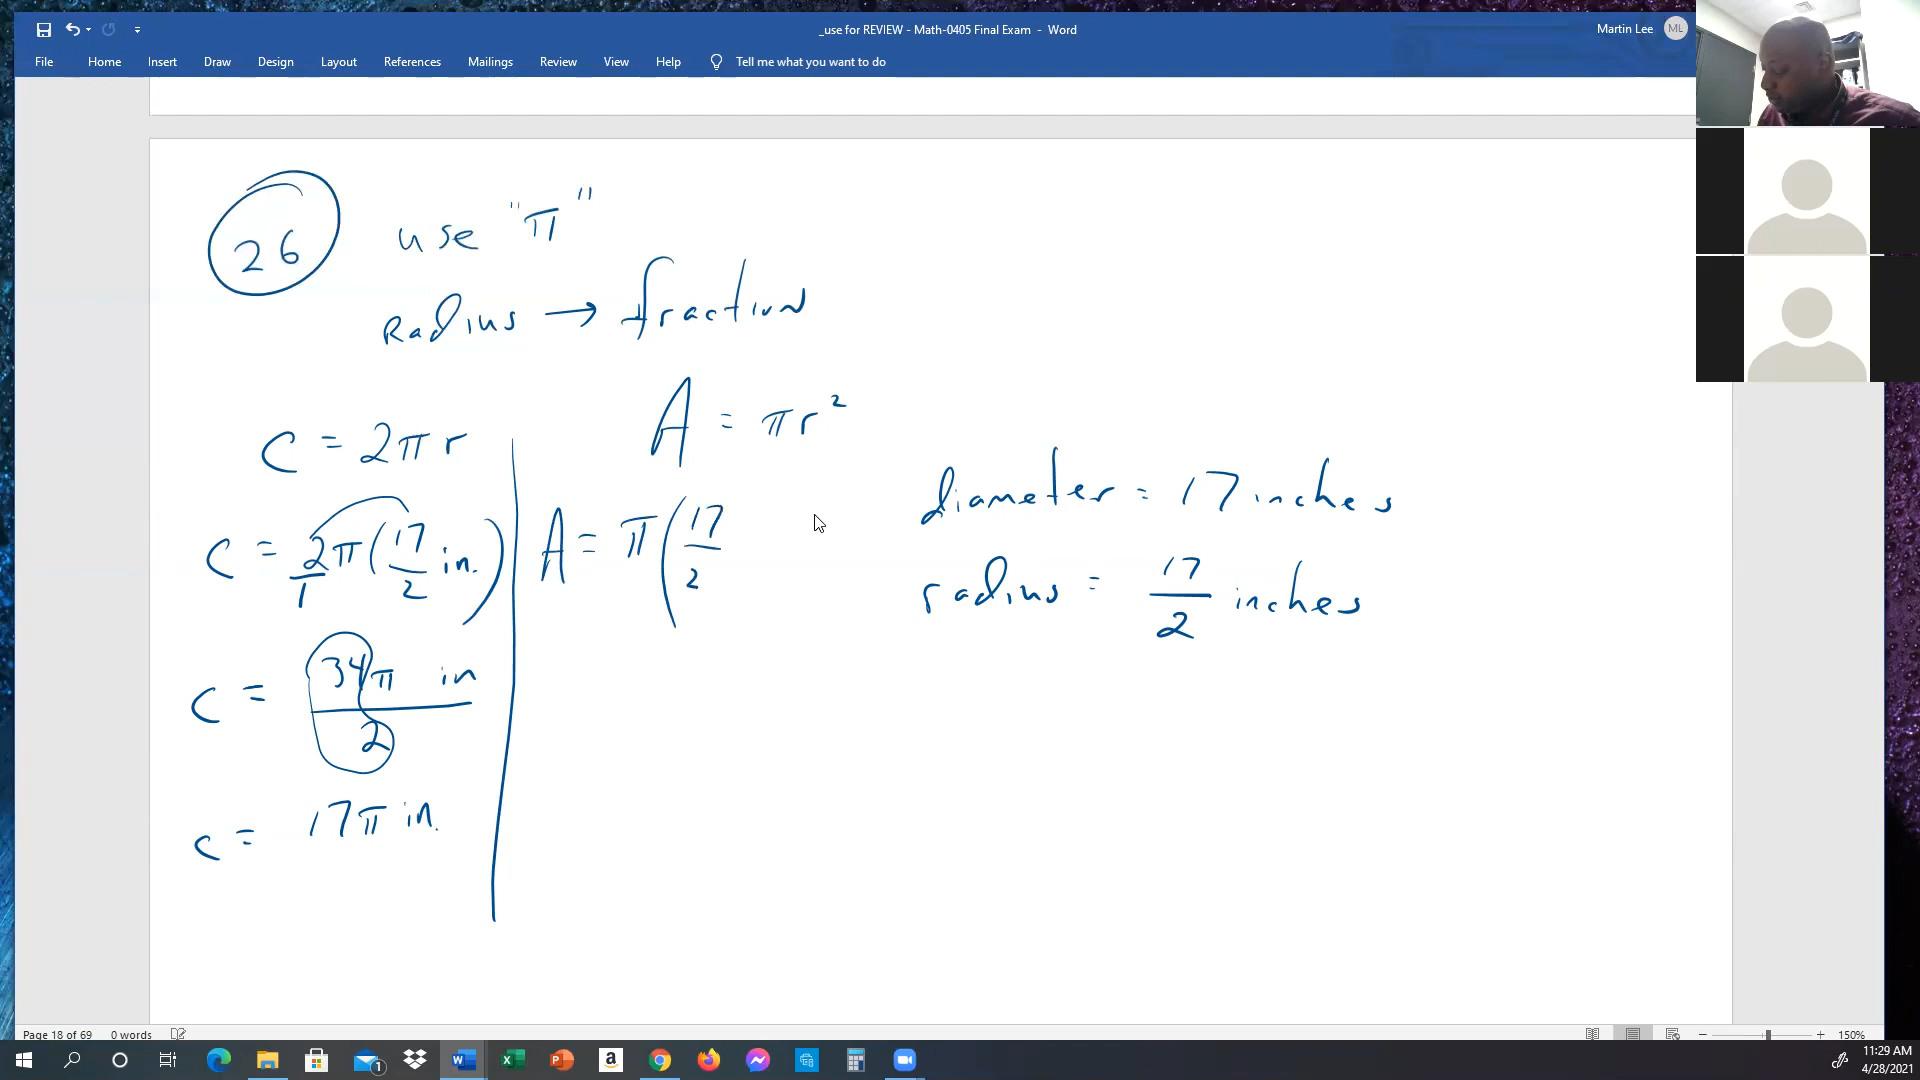 _use for REVIEW - Math-0405 Final Exam - Word
Martin Lee ML
File Home Insert Draw Design Layout References Mailings Review View Help Tell me what you want to do
26 use "π"
Radius → fraction
C = 2πr
C = 2/1 π (17/2 in.)
C = 34π in / 2
C = 17π in.
A = πr²
A = π(17/2
diameter = 17 inches
radius = 17/2 inches
Page 18 of 69 0 words
150%
11:29 AM
4/28/2021